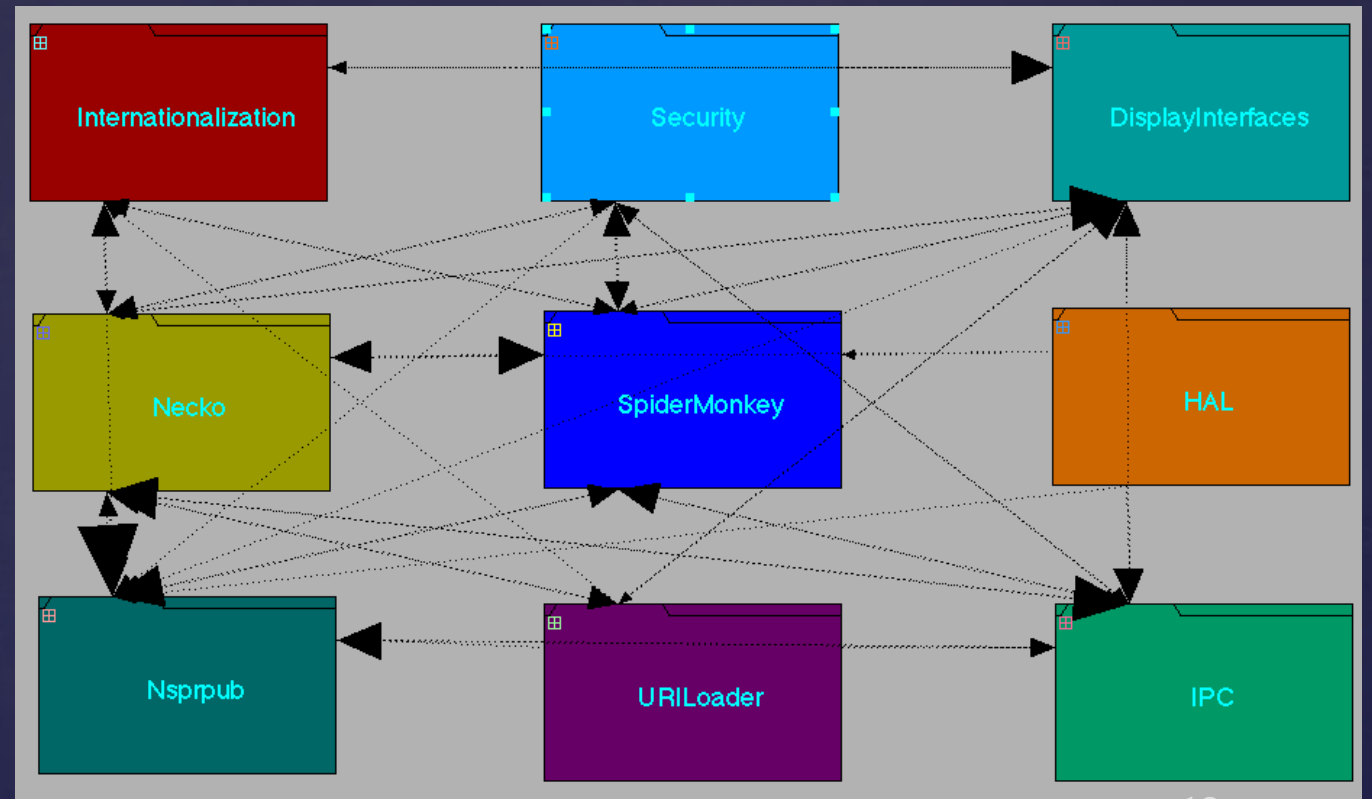 Internationalization
Security
DisplayInterfaces
Necko
SpiderMonkey
HAL
Nsprpub
URILoader
IPC